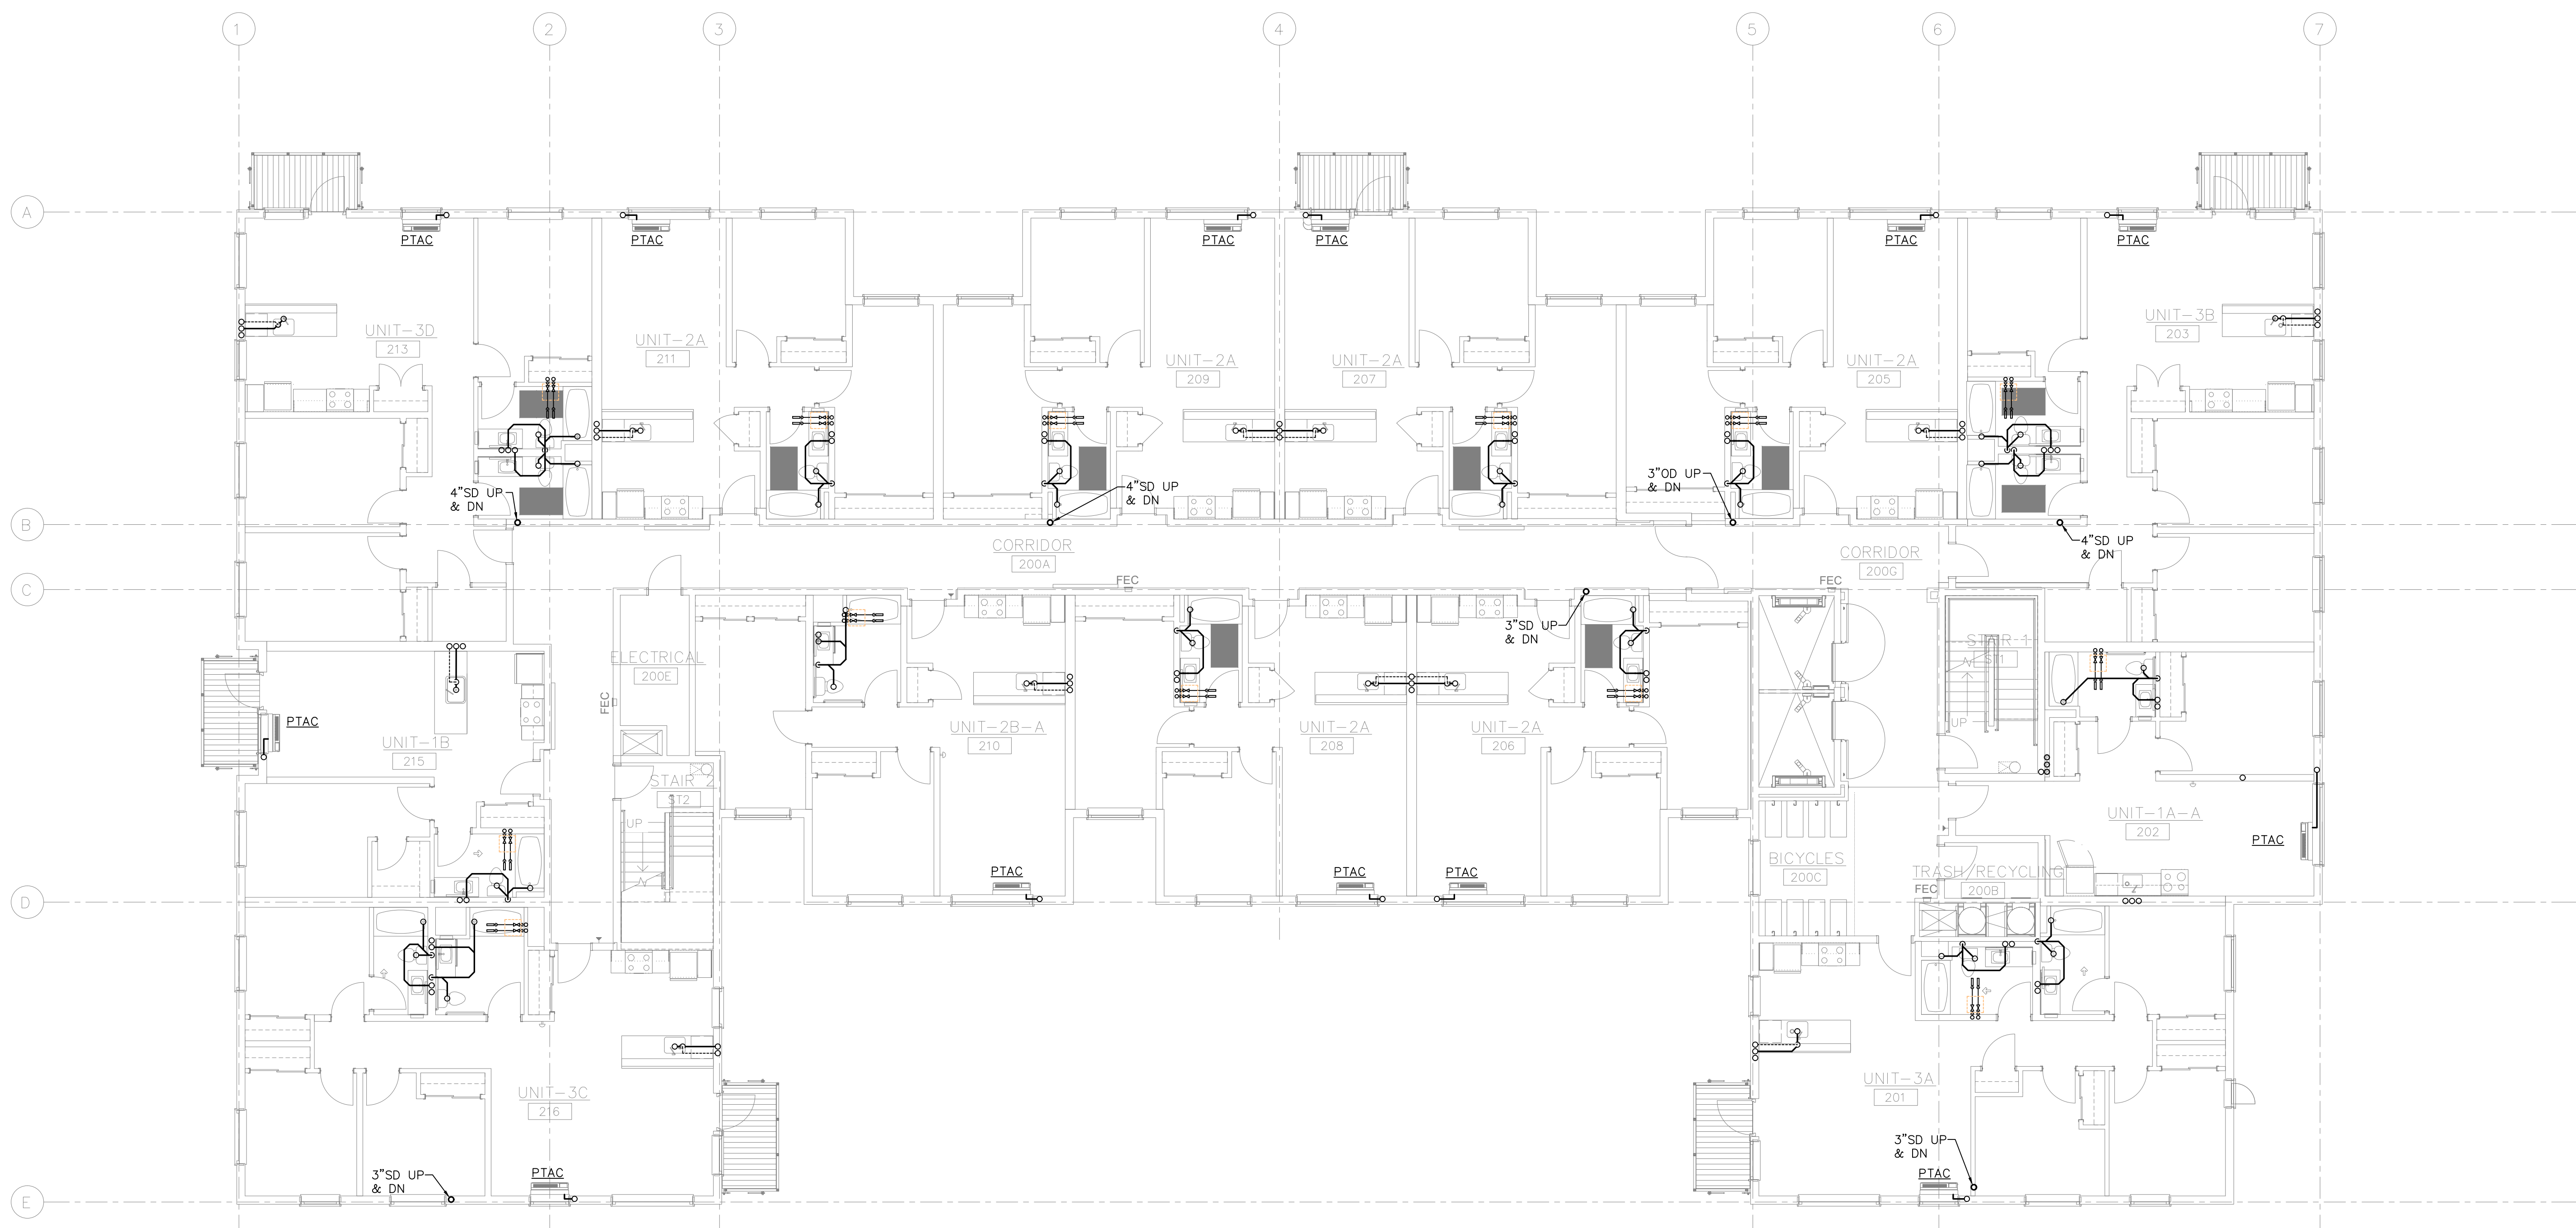 1
2
3
4
5
6
7
A
PTAC
PTAC
PTAC
PTAC
PTAC
PTAC
UNIT-3D
213
UNIT-2A
211
UNIT-2A
209
UNIT-2A
207
UNIT-2A
205
UNIT-3B
203
4"SD UP
& DN
4"SD UP
& DN
3"OD UP
& DN
B
CORRIDOR
200A
CORRIDOR
200G
4"SD UP
& DN
C
FEC
FEC
3"SD UP
& DN
ELECTRICAL
200E
FEC
STAIR 1
ST1
UP
PTAC
UNIT-1B
215
UNIT-2B-A
210
UNIT-2A
208
UNIT-2A
206
STAIR 2
ST2
UP
UNIT-1A-A
202
PTAC
BICYCLES
200C
PTAC
PTAC
PTAC
TRASH/RECYCLING
200B
FEC
D
UNIT-3C
216
UNIT-3A
201
3"SD UP
& DN
PTAC
3"SD UP
& DN
PTAC
E